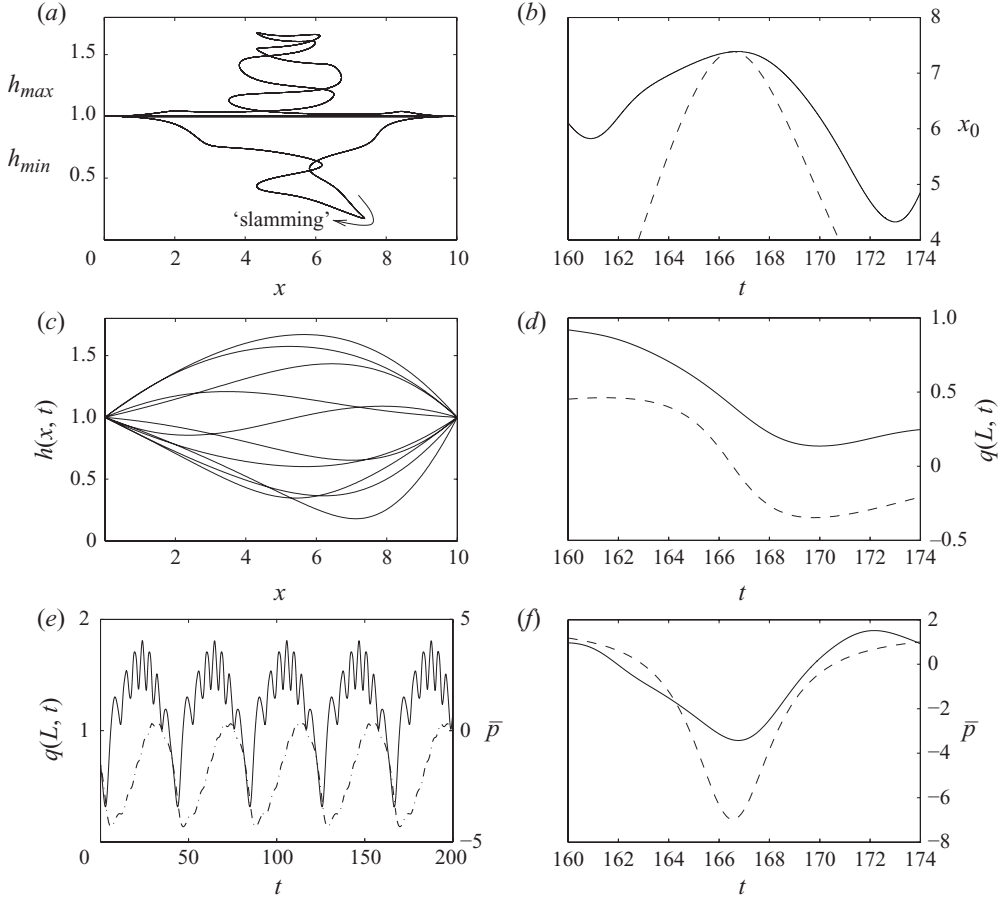 (a)
1.5
h_max
1.0
h_min
0.5
'slamming'
0 2 4 6 8 10
x
(b)
8
7
6
5
4
x_0
160 162 164 166 168 170 172 174
t
(c)
1.5
1.0
0.5
0
h(x, t)
2 4 6 8 10
x
(d)
1.0
0.5
0
−0.5
q(L, t)
160 162 164 166 168 170 172 174
t
(e)
2
1
0
q(L, t)
5
0
−5
p̅
50 100 150 200
t
(f)
2
0
−2
−4
−6
−8
p̅
160 162 164 166 168 170 172 174
t